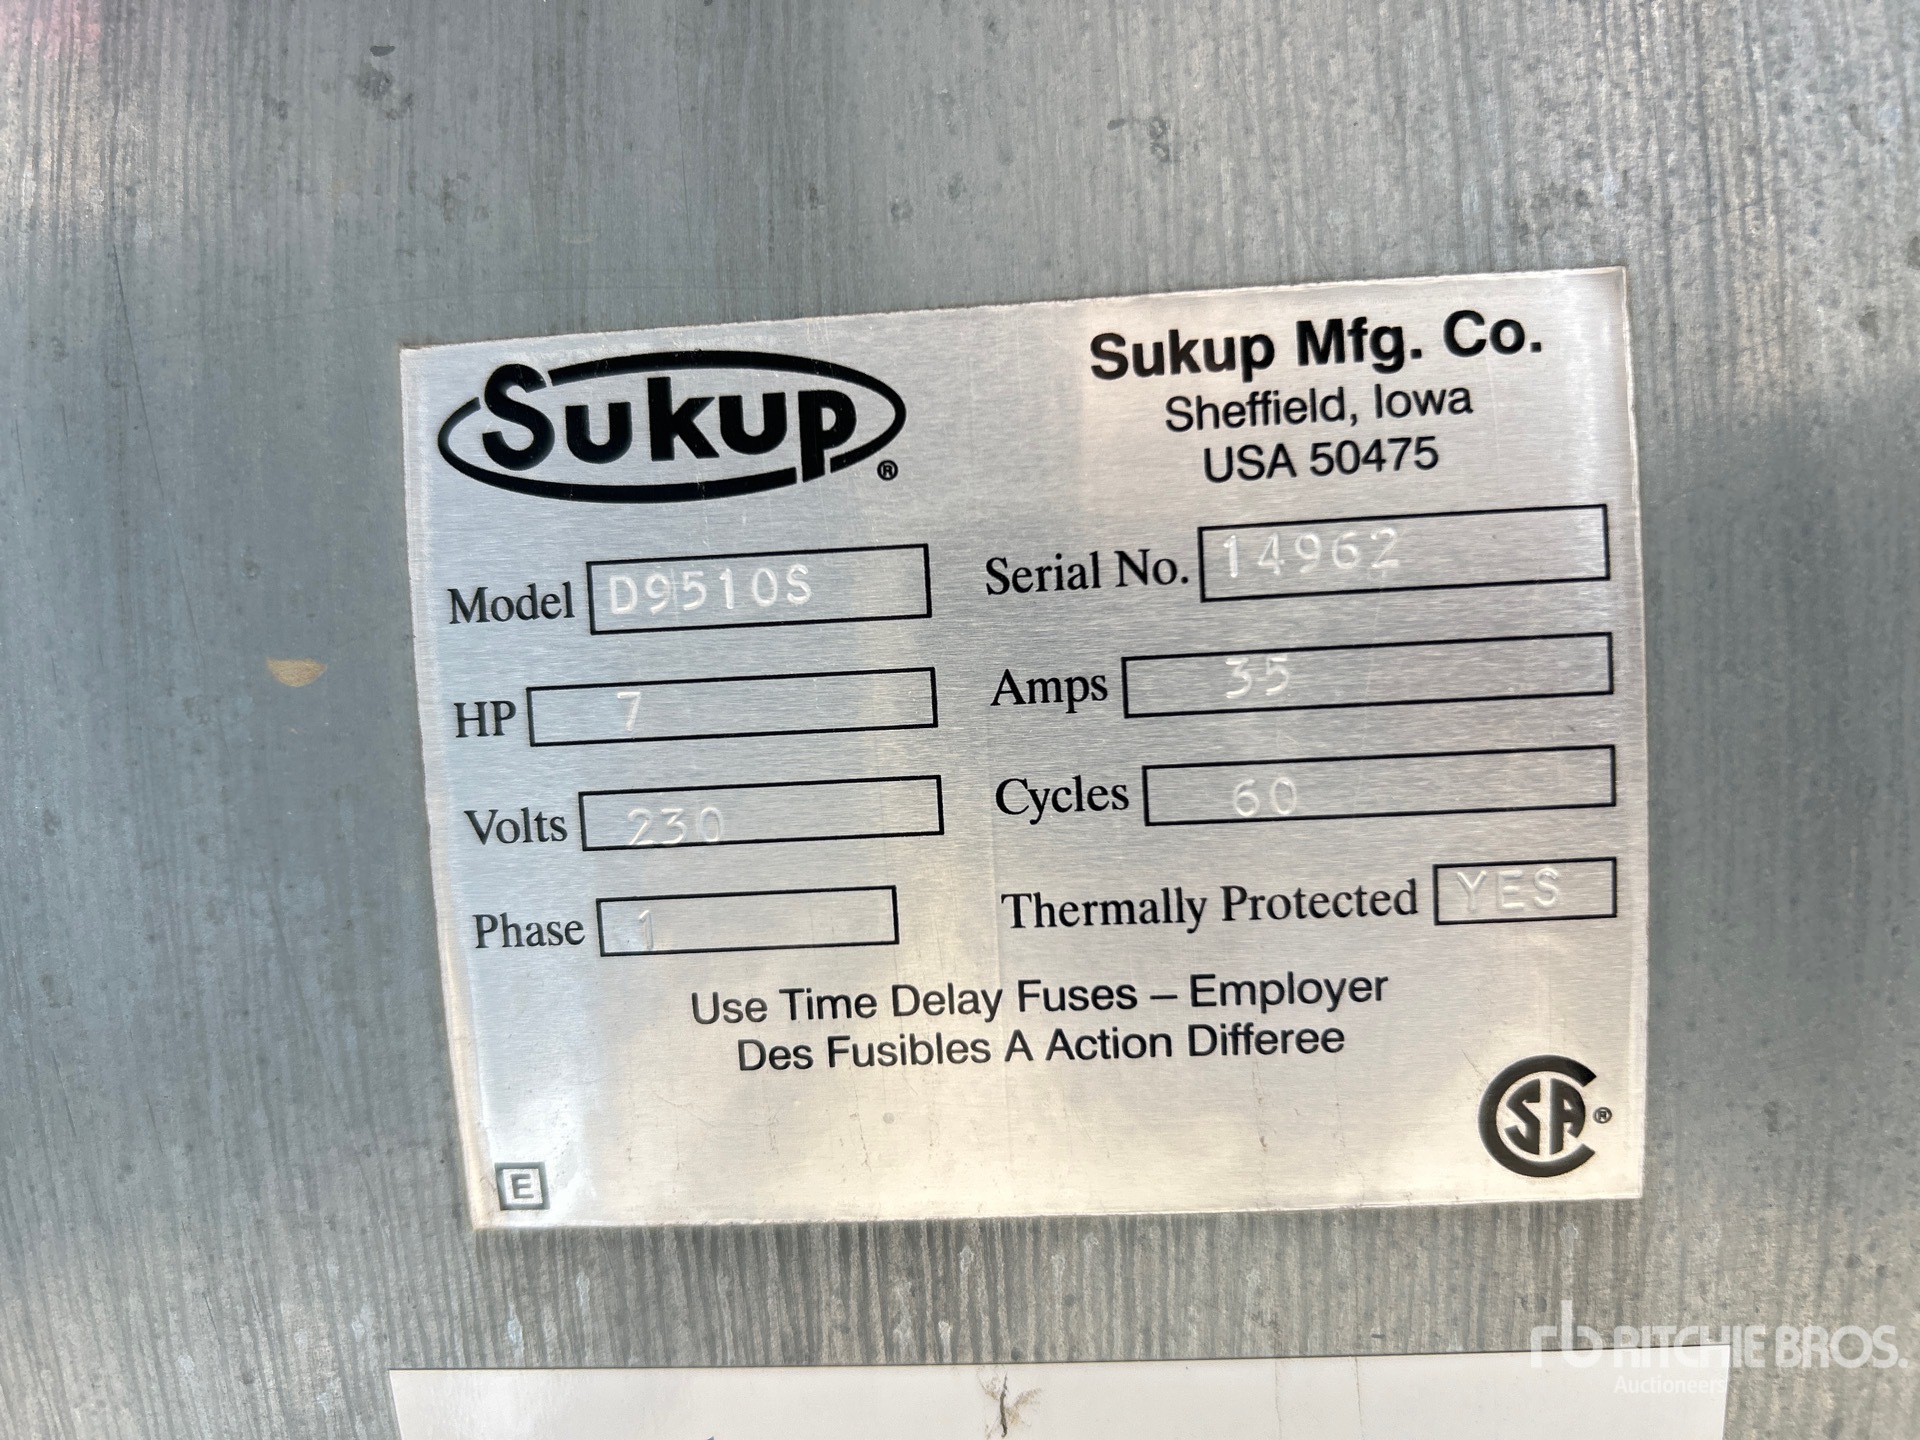 Sukup®
Sukup Mfg. Co.
Sheffield, Iowa
USA 50475
Model D9510S
Serial No. 14962
HP 7
Amps 35
Volts 230
Cycles 60
Phase 1
Thermally Protected YES
Use Time Delay Fuses – Employer
Des Fusibles A Action Differee
E
CSA®
rb RITCHIE BROS.
Auctioneers